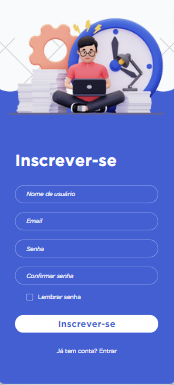 Inscrever-se
Nome de usuário
Email
Senha
Confirmar senha
Lembrar senha
Inscrever-se
Já tem conta? Entrar